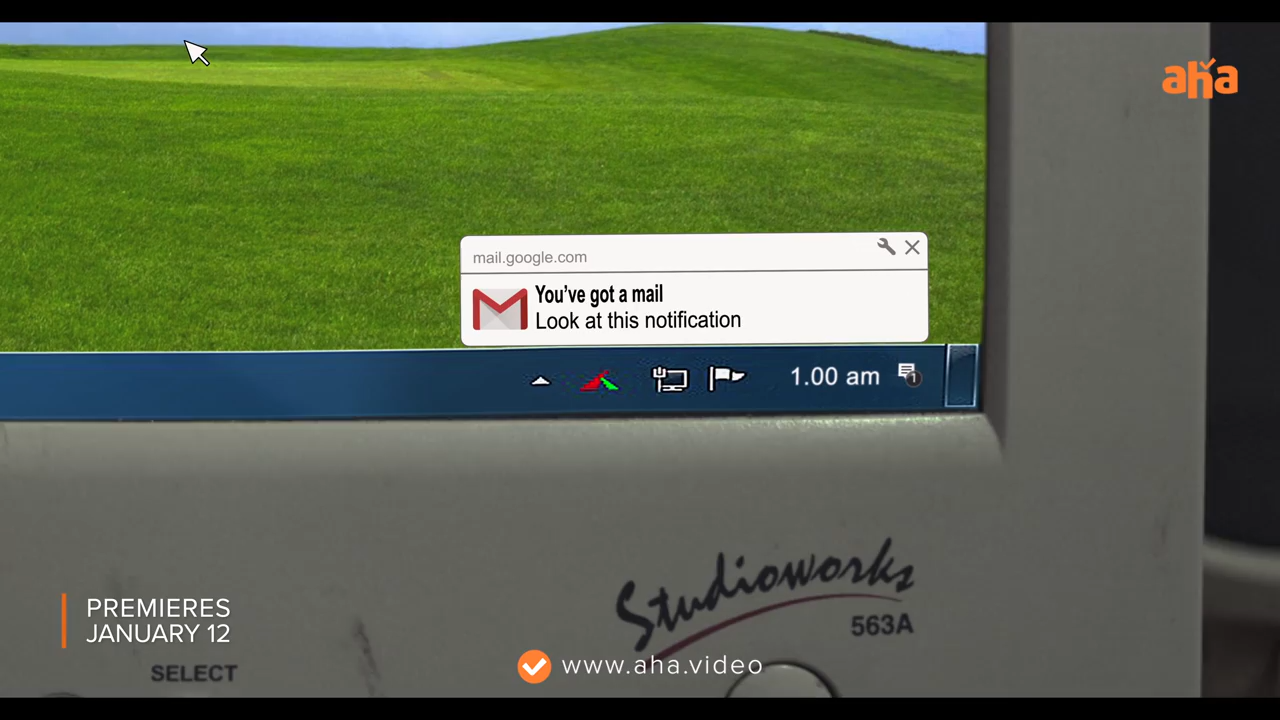 aha
mail.google.com
You've got a mail
Look at this notification
1.00 am
1
Studioworks
563A
PREMIERES
JANUARY 12
SELECT
www.aha.video